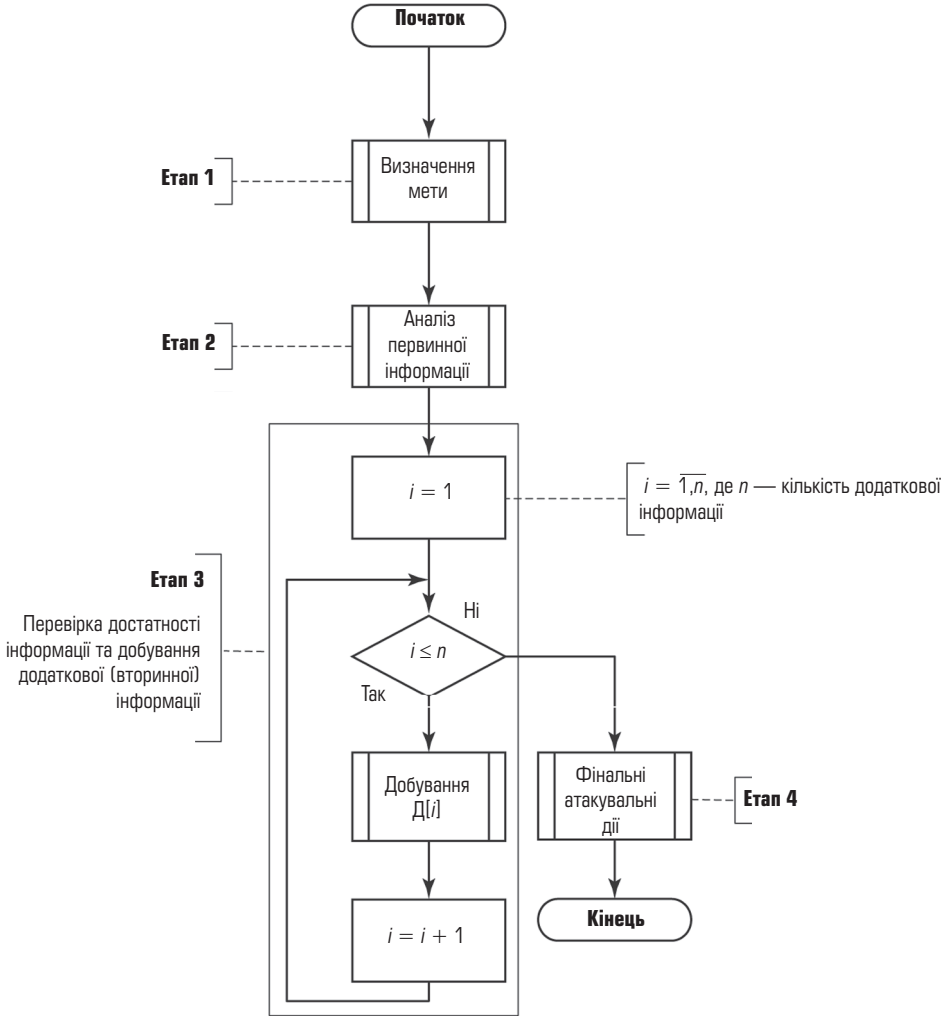 Початок
Етап 1
Визначення
мети
Етап 2
Аналіз
первинної
інформації
i = 1
i = 1,n, де n — кількість додаткової
інформації
Етап 3
Перевірка достатності
інформації та добування
додаткової (вторинної)
інформації
Ні
i ≤ n
Так
Добування
Д[i]
Фінальні
атакувальні
дії
Етап 4
i = i + 1
Кінець